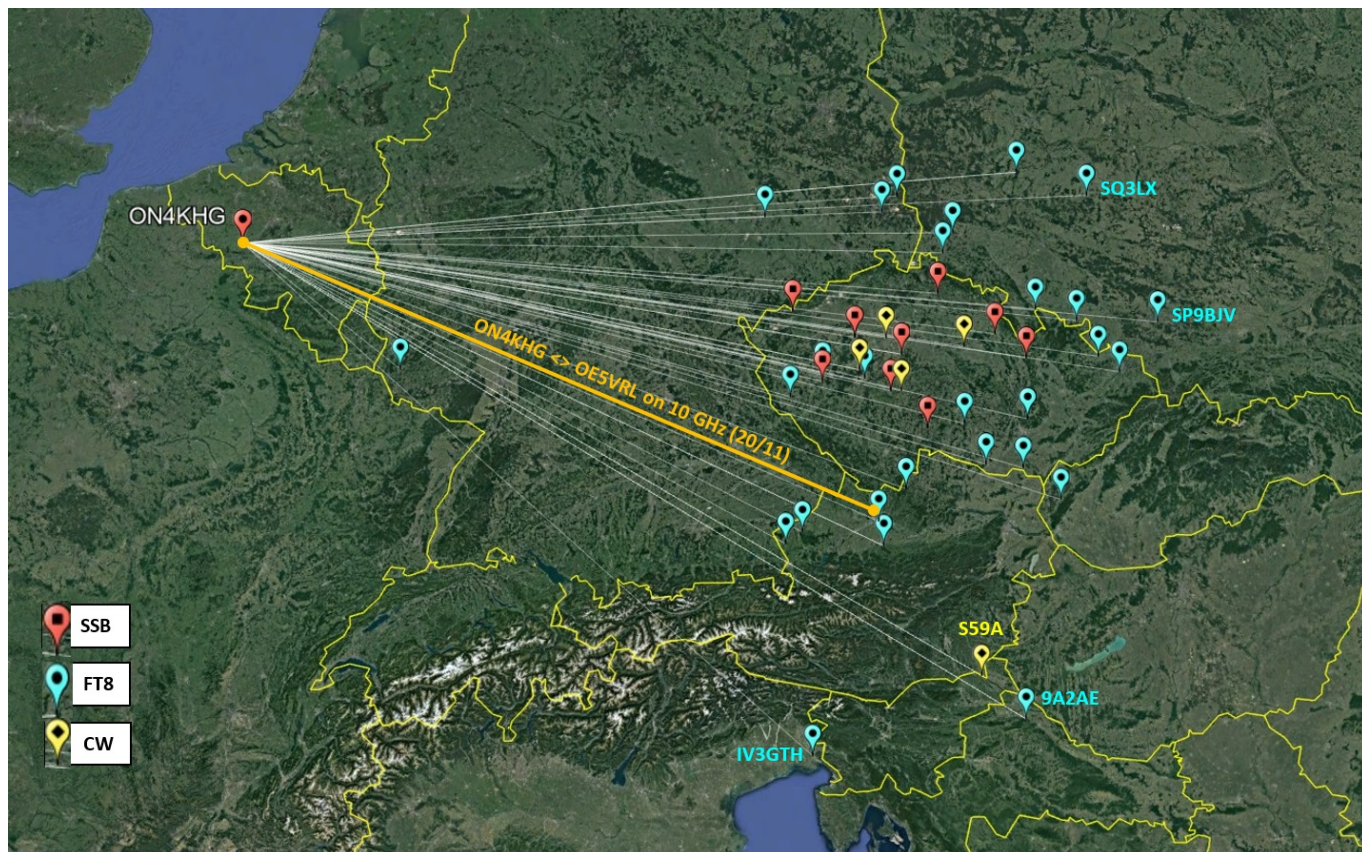 SQ3LX
ON4KHG
SP9BJV
ON4KHG <> OE5VRL on 10 GHz (20/11)
SSB
S59A
FT8
9A2AE
CW
IV3GTH